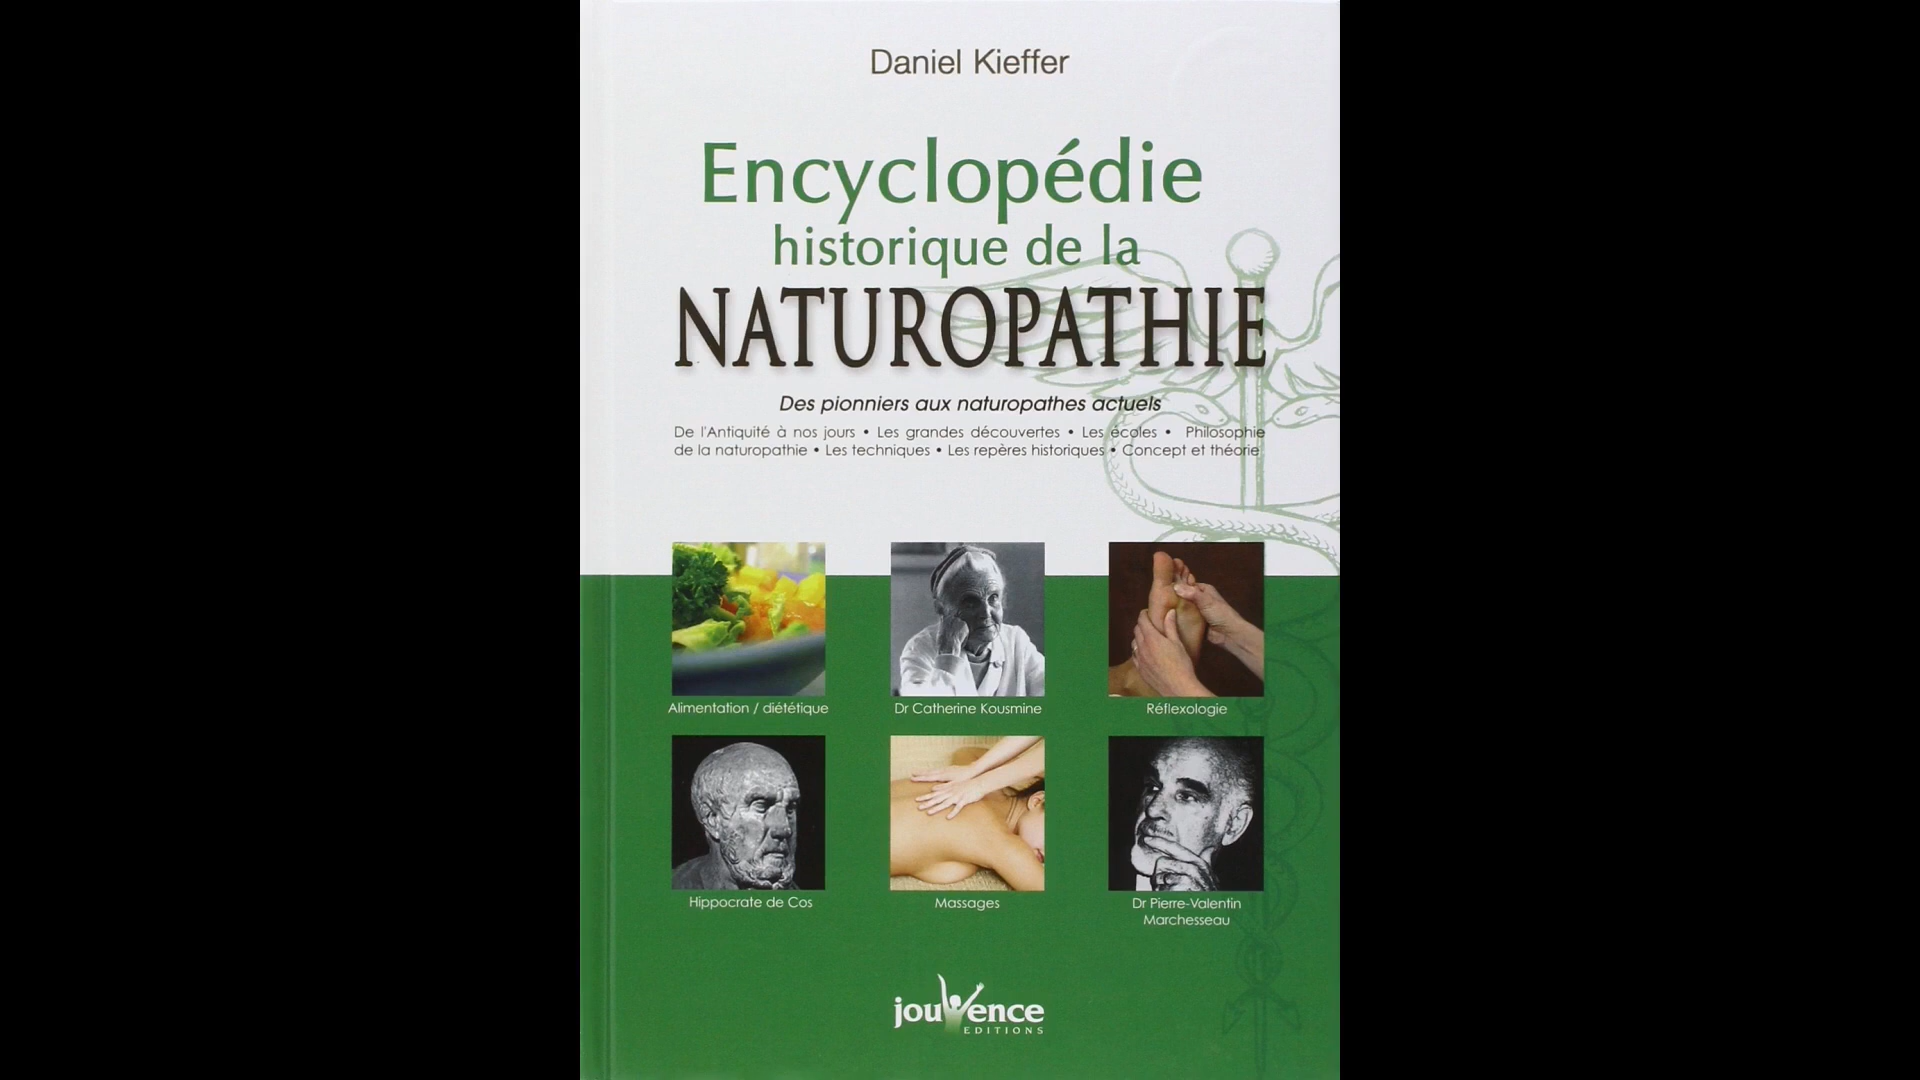 Daniel Kieffer
Encyclopédie
historique de la
NATUROPATHIE
Des pionniers aux naturopathes actuels
De l'Antiquité à nos jours • Les grandes découvertes • Les écoles • Philosophie
de la naturopathie • Les techniques • Les repères historiques • Concept et théorie
Alimentation / diététique
Dr Catherine Kousmine
Réflexologie
Hippocrate de Cos
Massages
Dr Pierre-Valentin
Marchesseau
jouvence
EDITIONS